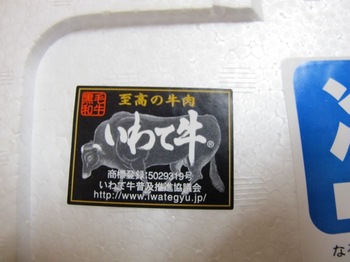 黒毛和牛
至高の牛肉
いわて牛®
商標登録:5029319号
いわて牛普及推進協議会
http://www.iwategyu.jp/